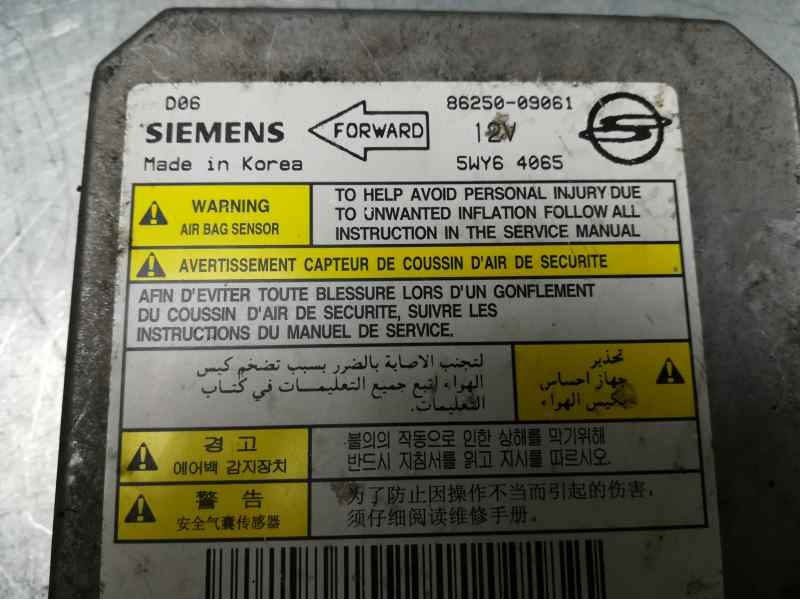 D06
86250-09061
SIEMENS
FORWARD
12V
Made in Korea
5WY6 4065
WARNING
AIR BAG SENSOR
TO HELP AVOID PERSONAL INJURY DUE
TO UNWANTED INFLATION FOLLOW ALL
INSTRUCTION IN THE SERVICE MANUAL
AVERTISSEMENT CAPTEUR DE COUSSIN D'AIR DE SECURITE
AFIN D'EVITER TOUTE BLESSURE LORS D'UN GONFLEMENT
DU COUSSIN D'AIR DE SECURITE, SUIVRE LES
INSTRUCTIONS DU MANUEL DE SERVICE.
تحذير
جهاز احساس
بكيس الهواء
لتجنب الاصابة بالضرر بسبب تضخم كيس
الهواء اتبع جميع التعليمات في كتاب
التعليمات.
경 고
에어백 감지장치
불의의 작동으로 인한 상해를 막기위해
반드시 지침서를 읽고 지시를 따르시오.
警 告
安全气囊传感器
为了防止因操作不当而引起的伤害，
须仔细阅读维修手册。